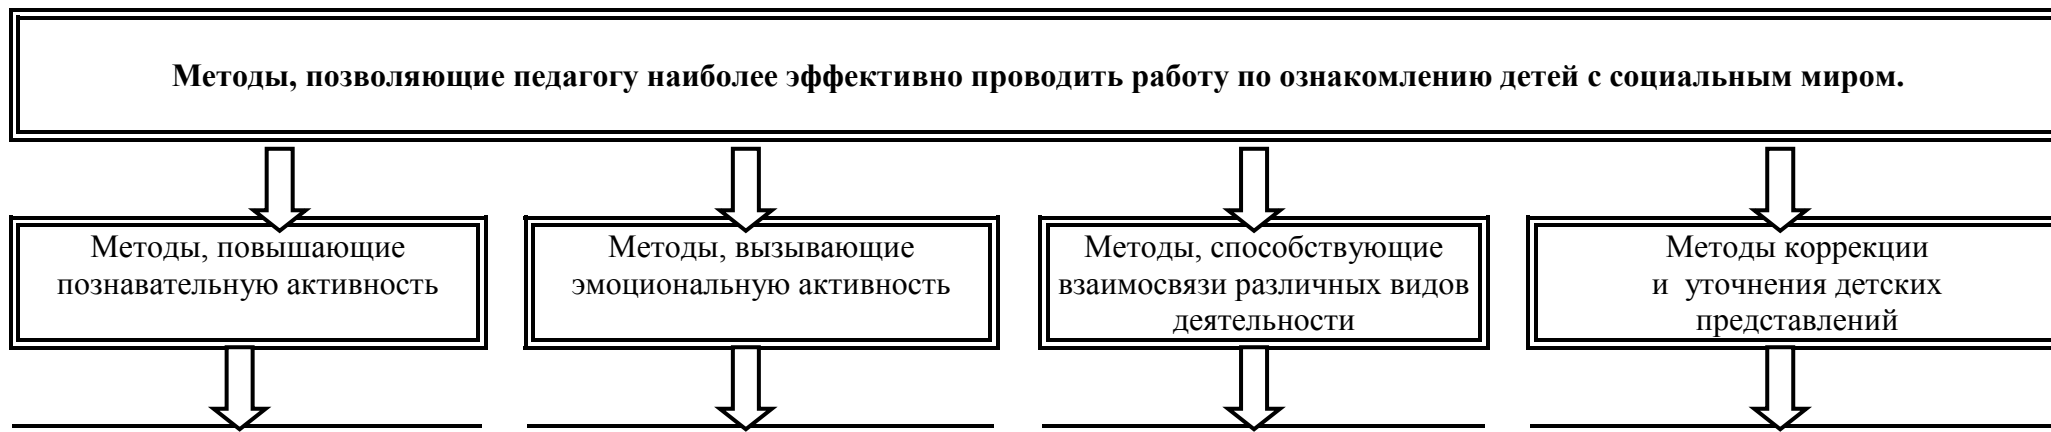 Методы, позволяющие педагогу наиболее эффективно проводить работу по ознакомлению детей с социальным миром.
Методы, повышающие
познавательную активность
Методы, вызывающие
эмоциональную активность
Методы, способствующие
взаимосвязи различных видов
деятельности
Методы коррекции
и уточнения детских
представлений